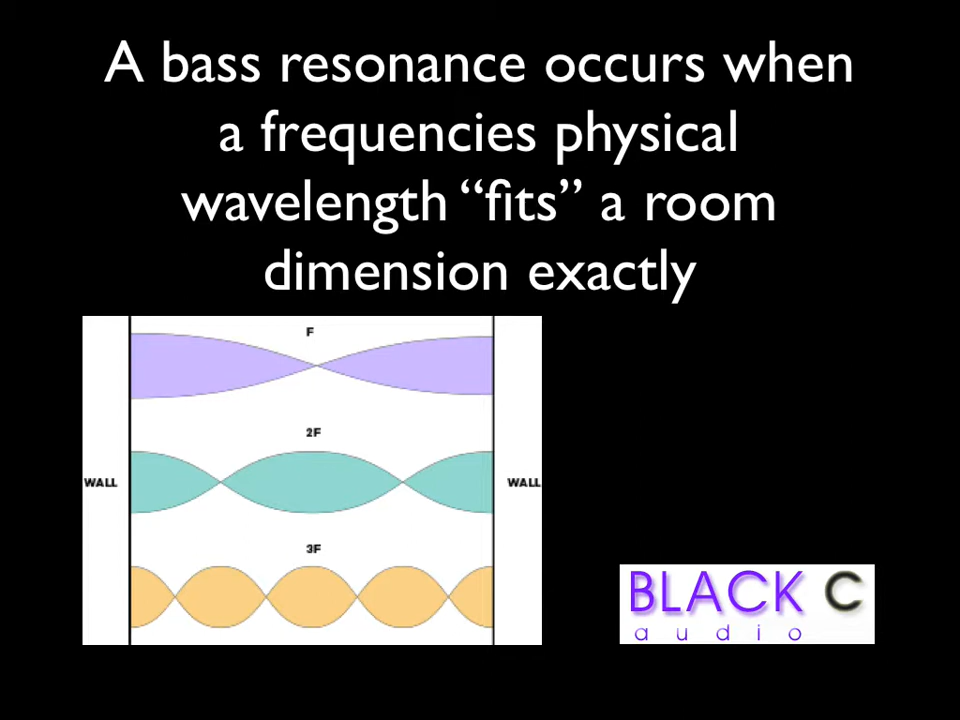 A bass resonance occurs when
a frequencies physical
wavelength “fits” a room
dimension exactly
F
2F
WALL
WALL
3F
BLACK C
audio